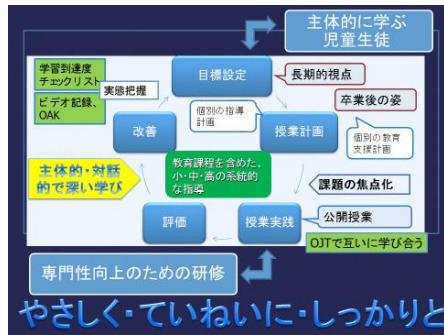 主体的に学ぶ
児童生徒
学習到達度
チェックリスト
実態把握
目標設定
長期的視点
ビデオ記録、
OAK
卒業後の姿
個別の指導
計画
改善
授業計画
個別の教育
支援計画
教育課程を含めた、
小・中・高の系統的
な指導
主体的・対話
的で深い学び
課題の焦点化
評価
授業実践
公開授業
OJTで互いに学び合う
専門性向上のための研修
やさしく・ていねいに・しっかりと